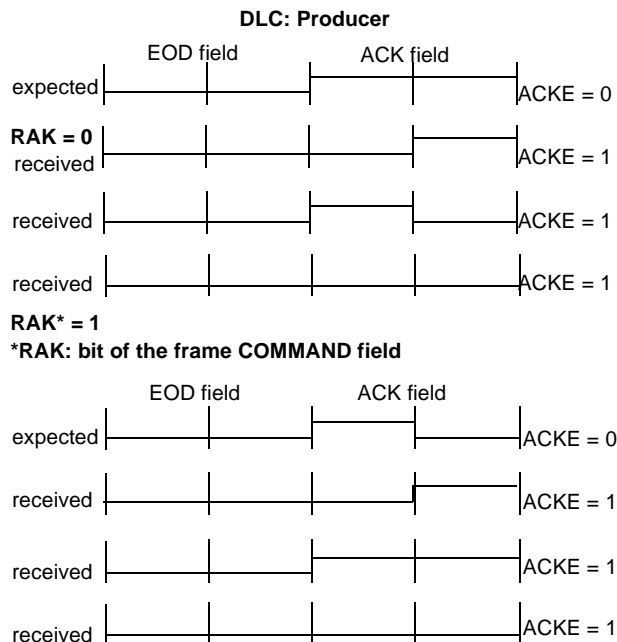 DLC: Producer
EOD field ACK field
expected ACKE = 0
RAK = 0
received ACKE = 1
received ACKE = 1
received ACKE = 1
RAK* = 1
*RAK: bit of the frame COMMAND field
EOD field ACK field
expected ACKE = 0
received ACKE = 1
received ACKE = 1
received ACKE = 1